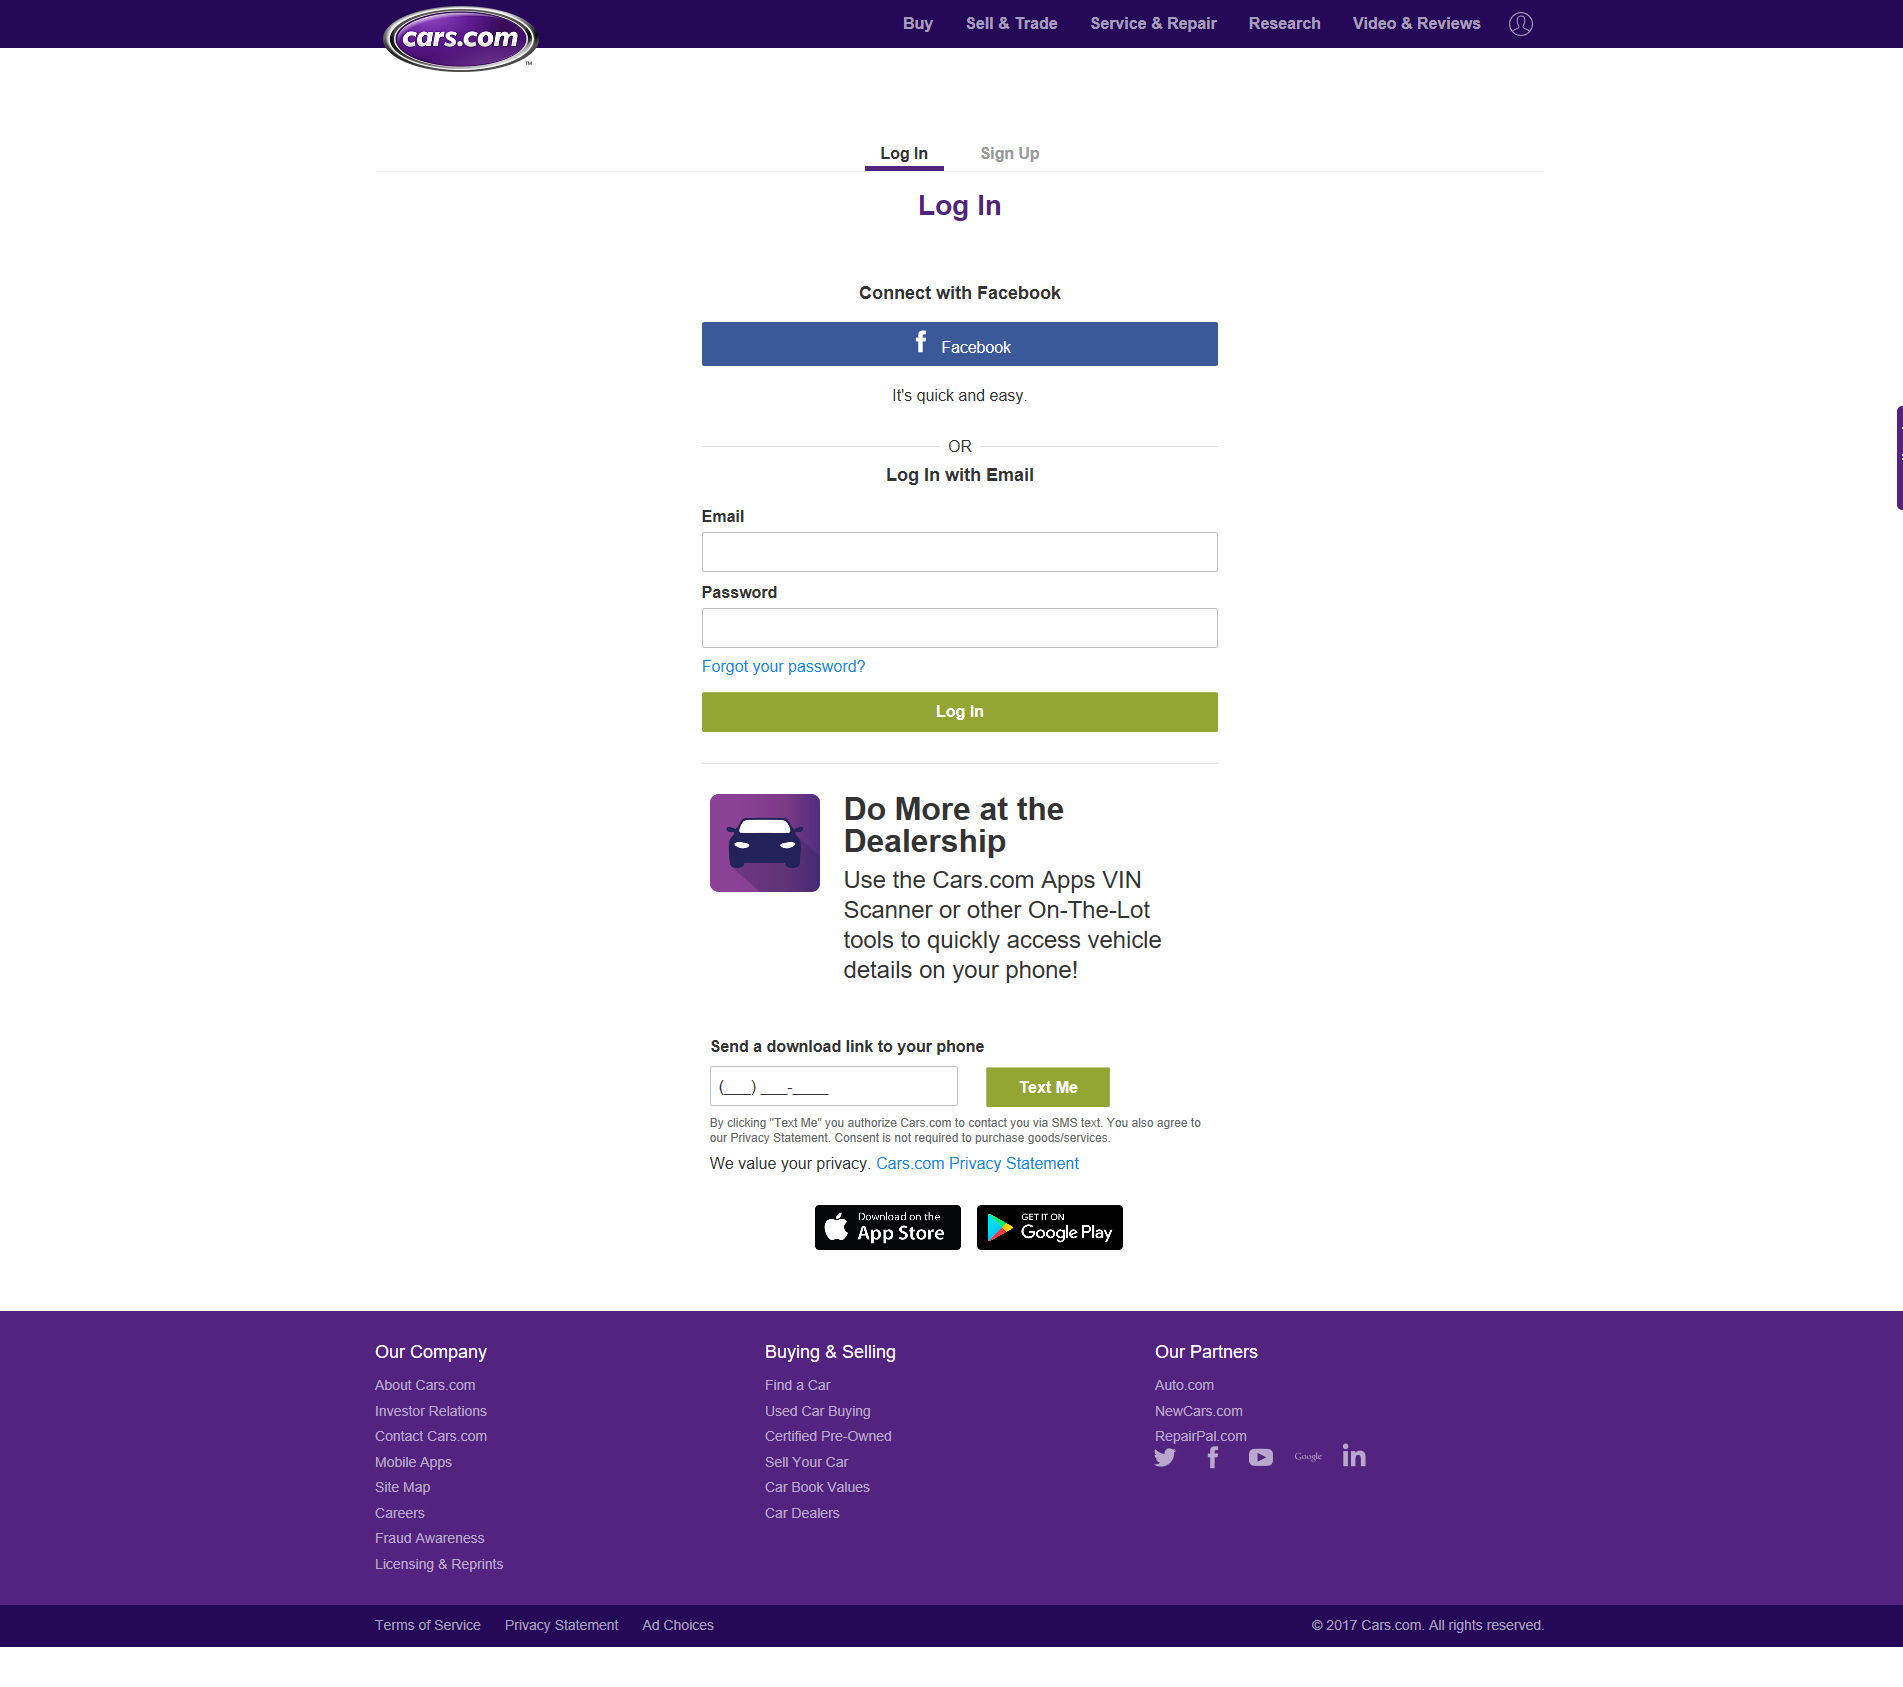 cars.com
™
Buy Sell & Trade Service & Repair Research Video & Reviews
Log In Sign Up
Log In
Connect with Facebook
f Facebook
It's quick and easy.
OR
Log In with Email
Email
Password
Forgot your password?
Log In
Do More at the
Dealership
Use the Cars.com Apps VIN
Scanner or other On-The-Lot
tools to quickly access vehicle
details on your phone!
Send a download link to your phone
(___) ___-____
Text Me
By clicking "Text Me" you authorize Cars.com to contact you via SMS text. You also agree to
our Privacy Statement. Consent is not required to purchase goods/services.
We value your privacy. Cars.com Privacy Statement
Download on the
App Store
GET IT ON
Google Play
Our Company
About Cars.com
Investor Relations
Contact Cars.com
Mobile Apps
Site Map
Careers
Fraud Awareness
Licensing & Reprints
Buying & Selling
Find a Car
Used Car Buying
Certified Pre-Owned
Sell Your Car
Car Book Values
Car Dealers
Our Partners
Auto.com
NewCars.com
RepairPal.com
f Google in
Terms of Service Privacy Statement Ad Choices
© 2017 Cars.com. All rights reserved.